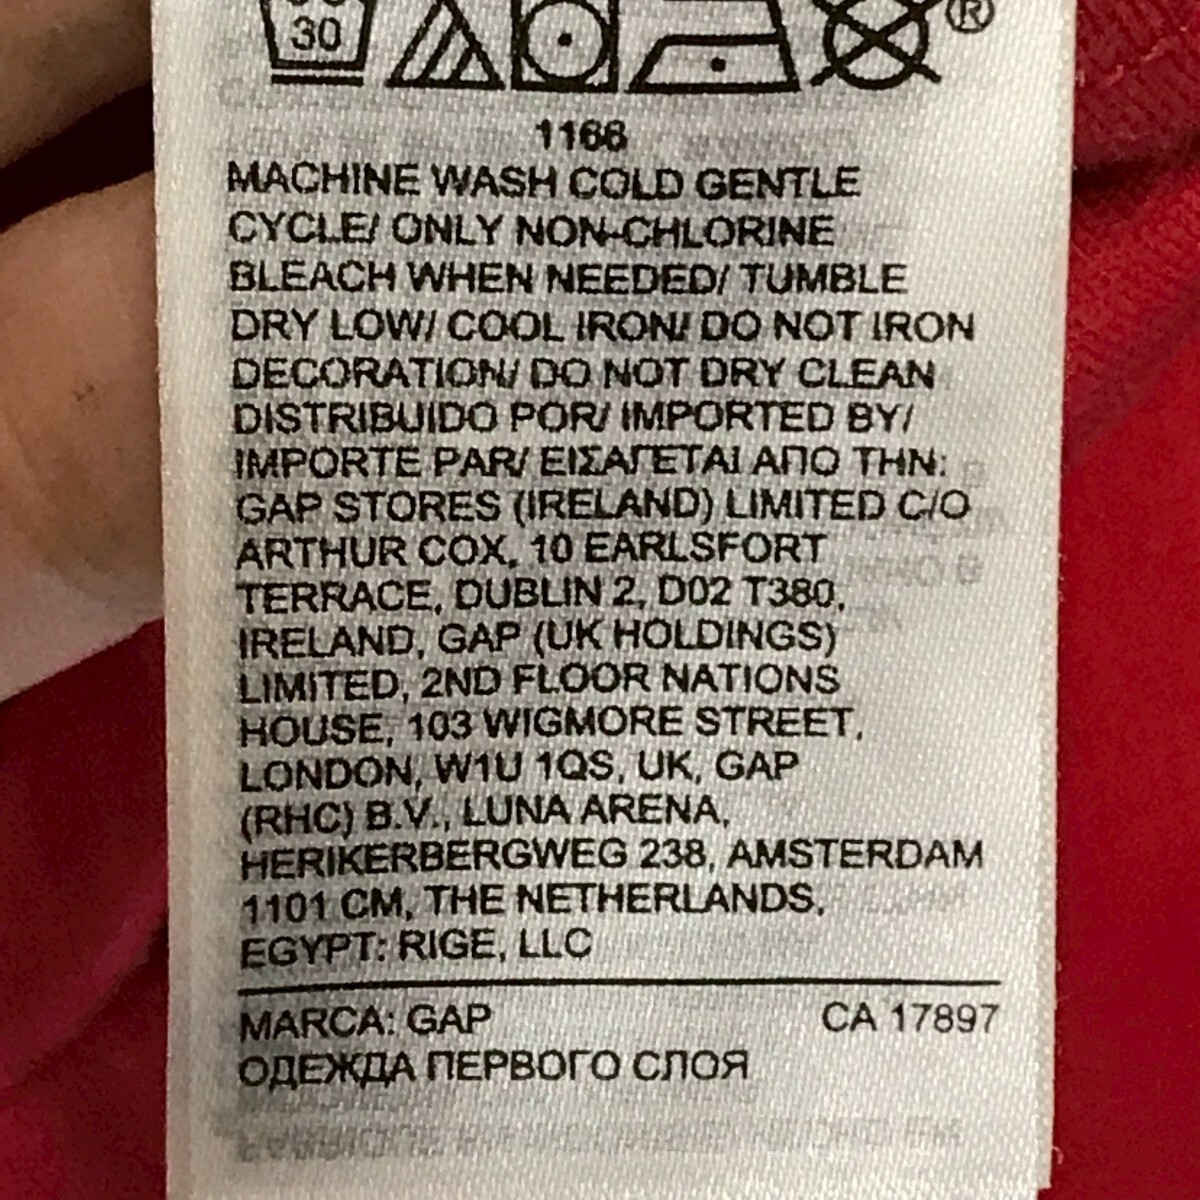 30
®
1166
MACHINE WASH COLD GENTLE
CYCLE/ ONLY NON-CHLORINE
BLEACH WHEN NEEDED/ TUMBLE
DRY LOW/ COOL IRON/ DO NOT IRON
DECORATION/ DO NOT DRY CLEAN
DISTRIBUIDO POR/ IMPORTED BY/
IMPORTE PAR/ ΕΙΣΑΓΕΤΑΙ ΑΠΟ ΤΗΝ:
GAP STORES (IRELAND) LIMITED C/O
ARTHUR COX, 10 EARLSFORT
TERRACE, DUBLIN 2, D02 T380,
IRELAND, GAP (UK HOLDINGS)
LIMITED, 2ND FLOOR NATIONS
HOUSE, 103 WIGMORE STREET,
LONDON, W1U 1QS, UK, GAP
(RHC) B.V., LUNA ARENA,
HERIKERBERGWEG 238, AMSTERDAM
1101 CM, THE NETHERLANDS,
EGYPT: RIGE, LLC
MARCA: GAP CA 17897
ОДЕЖДА ПЕРВОГО СЛОЯ